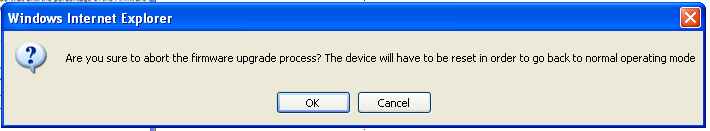 Windows Internet Explorer
Are you sure to abort the firmware upgrade process? The device will have to be reset in order to go back to normal operating mode
OK
Cancel